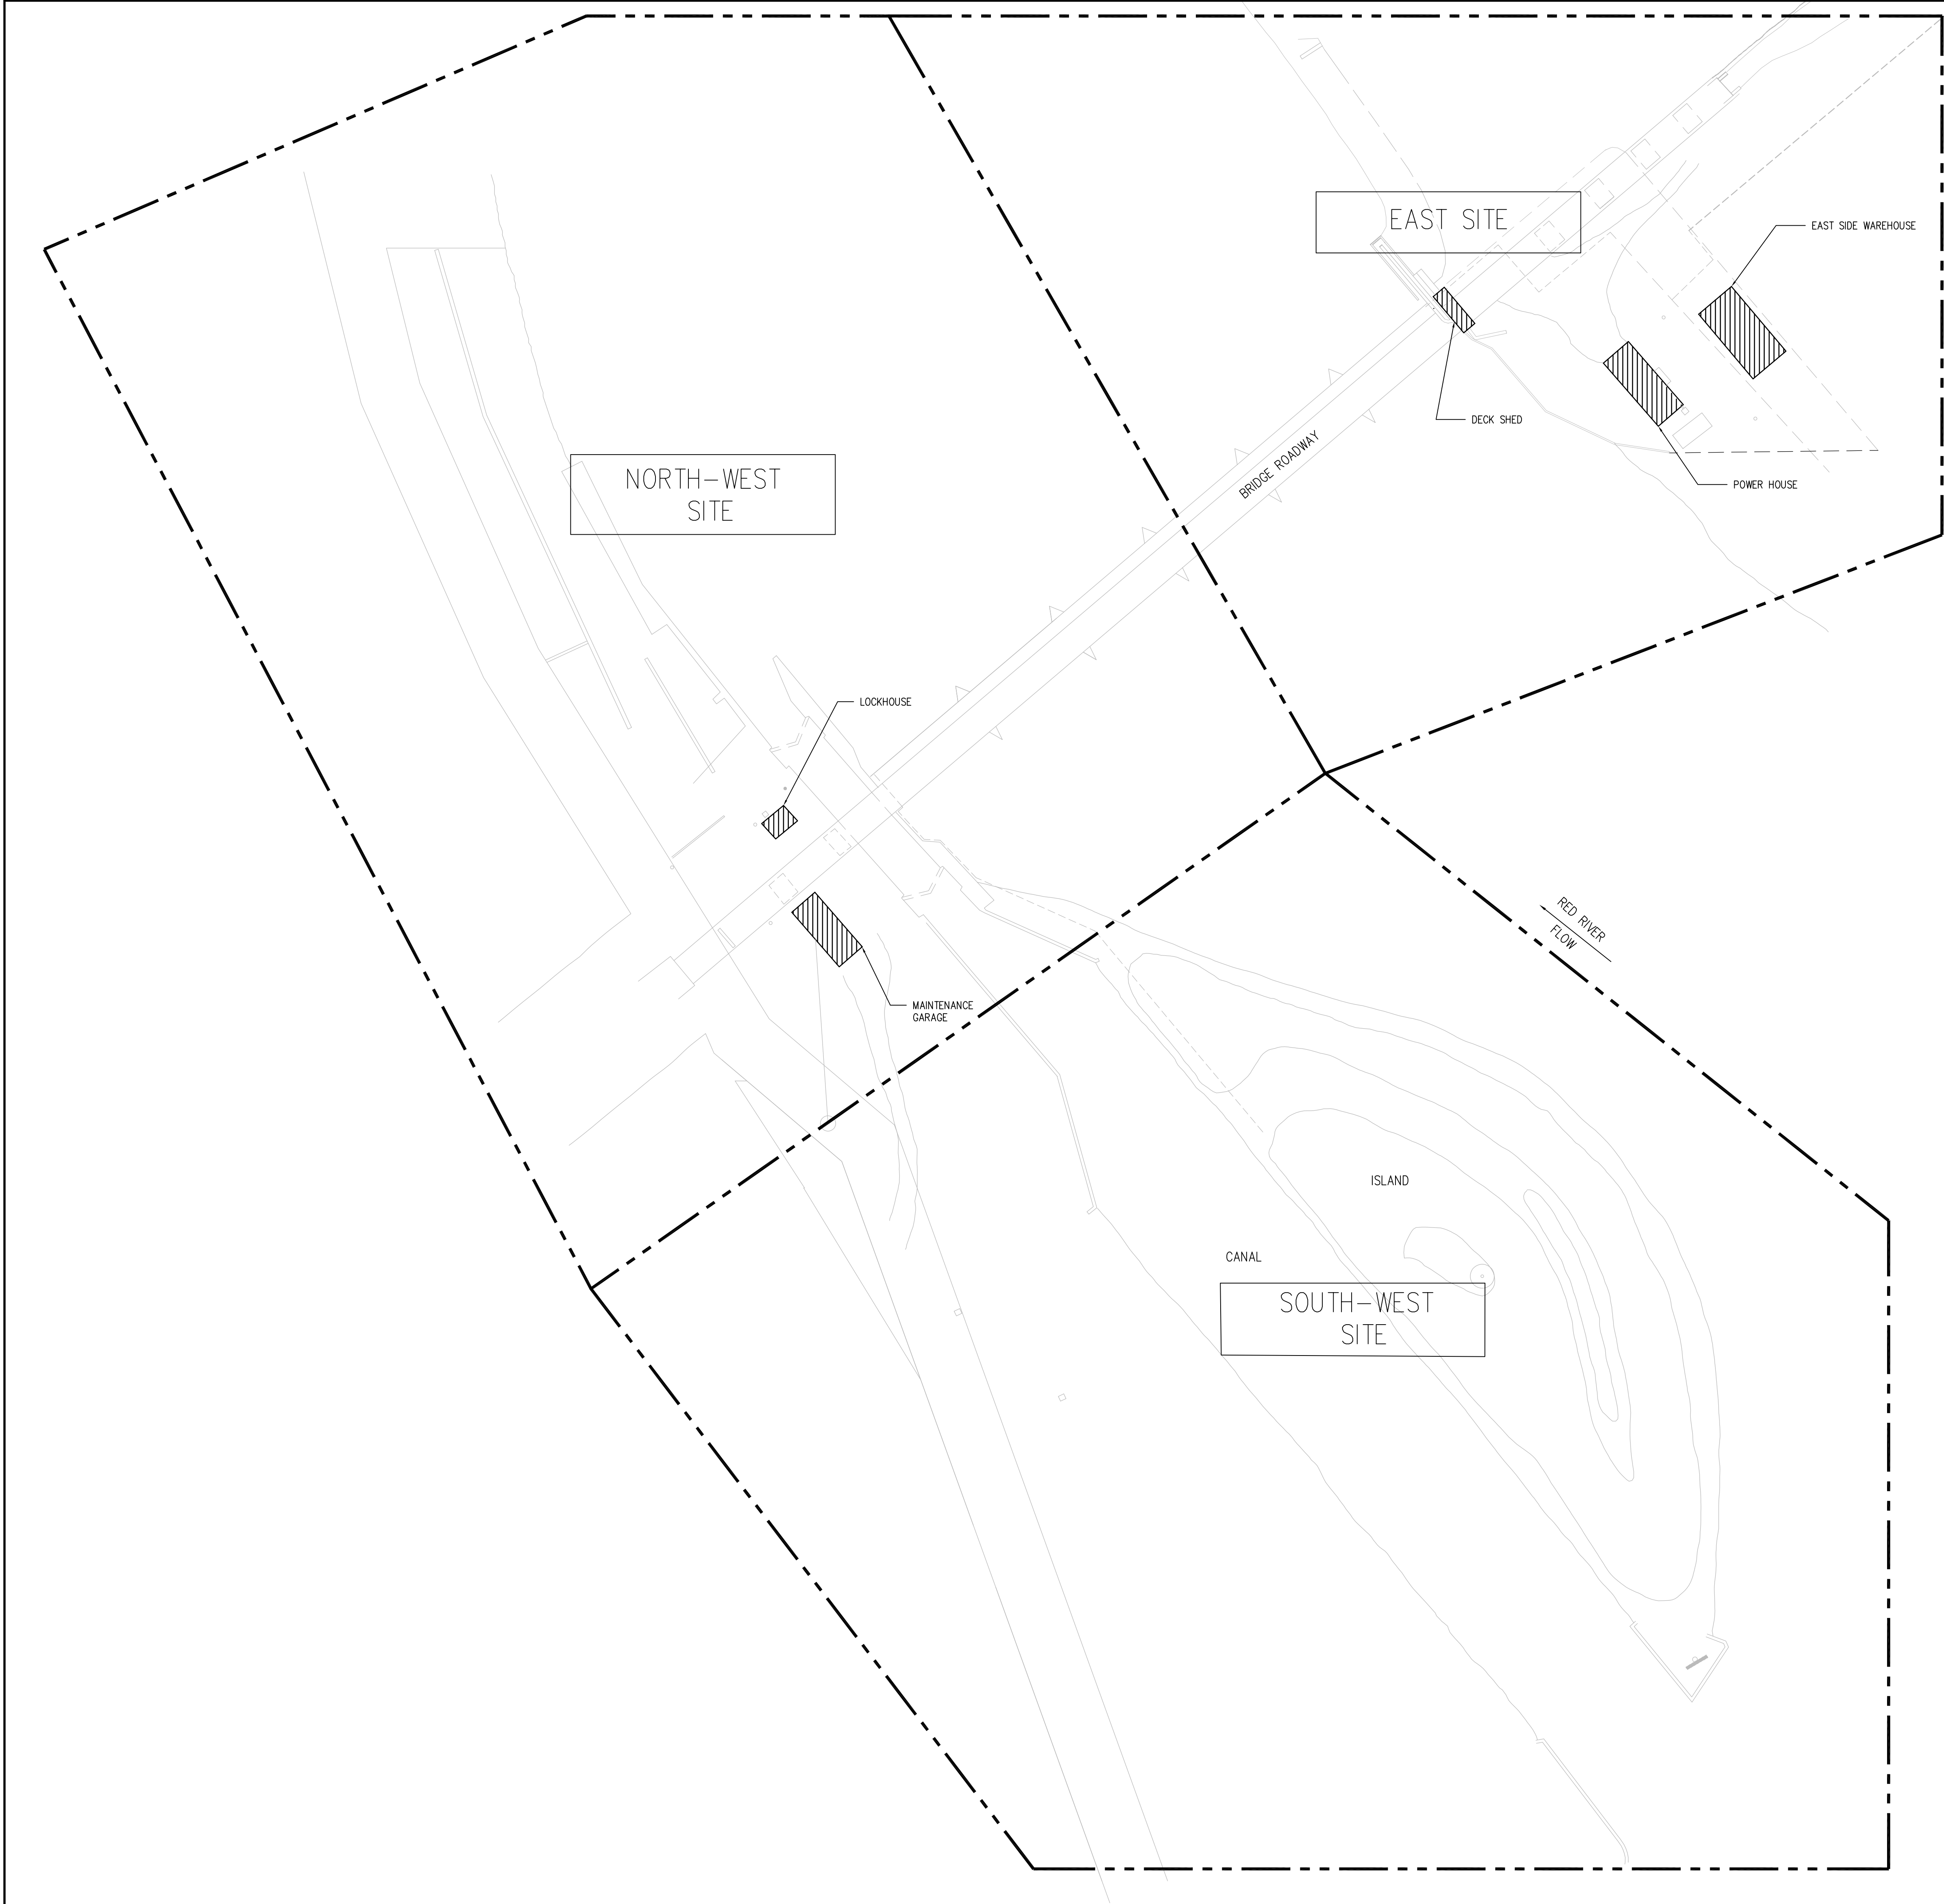 EAST SITE
EAST SIDE WAREHOUSE
DECK SHED
BRIDGE ROADWAY
NORTH-WEST
SITE
POWER HOUSE
LOCKHOUSE
RED RIVER
FLOW
MAINTENANCE
GARAGE
ISLAND
CANAL
SOUTH-WEST
SITE